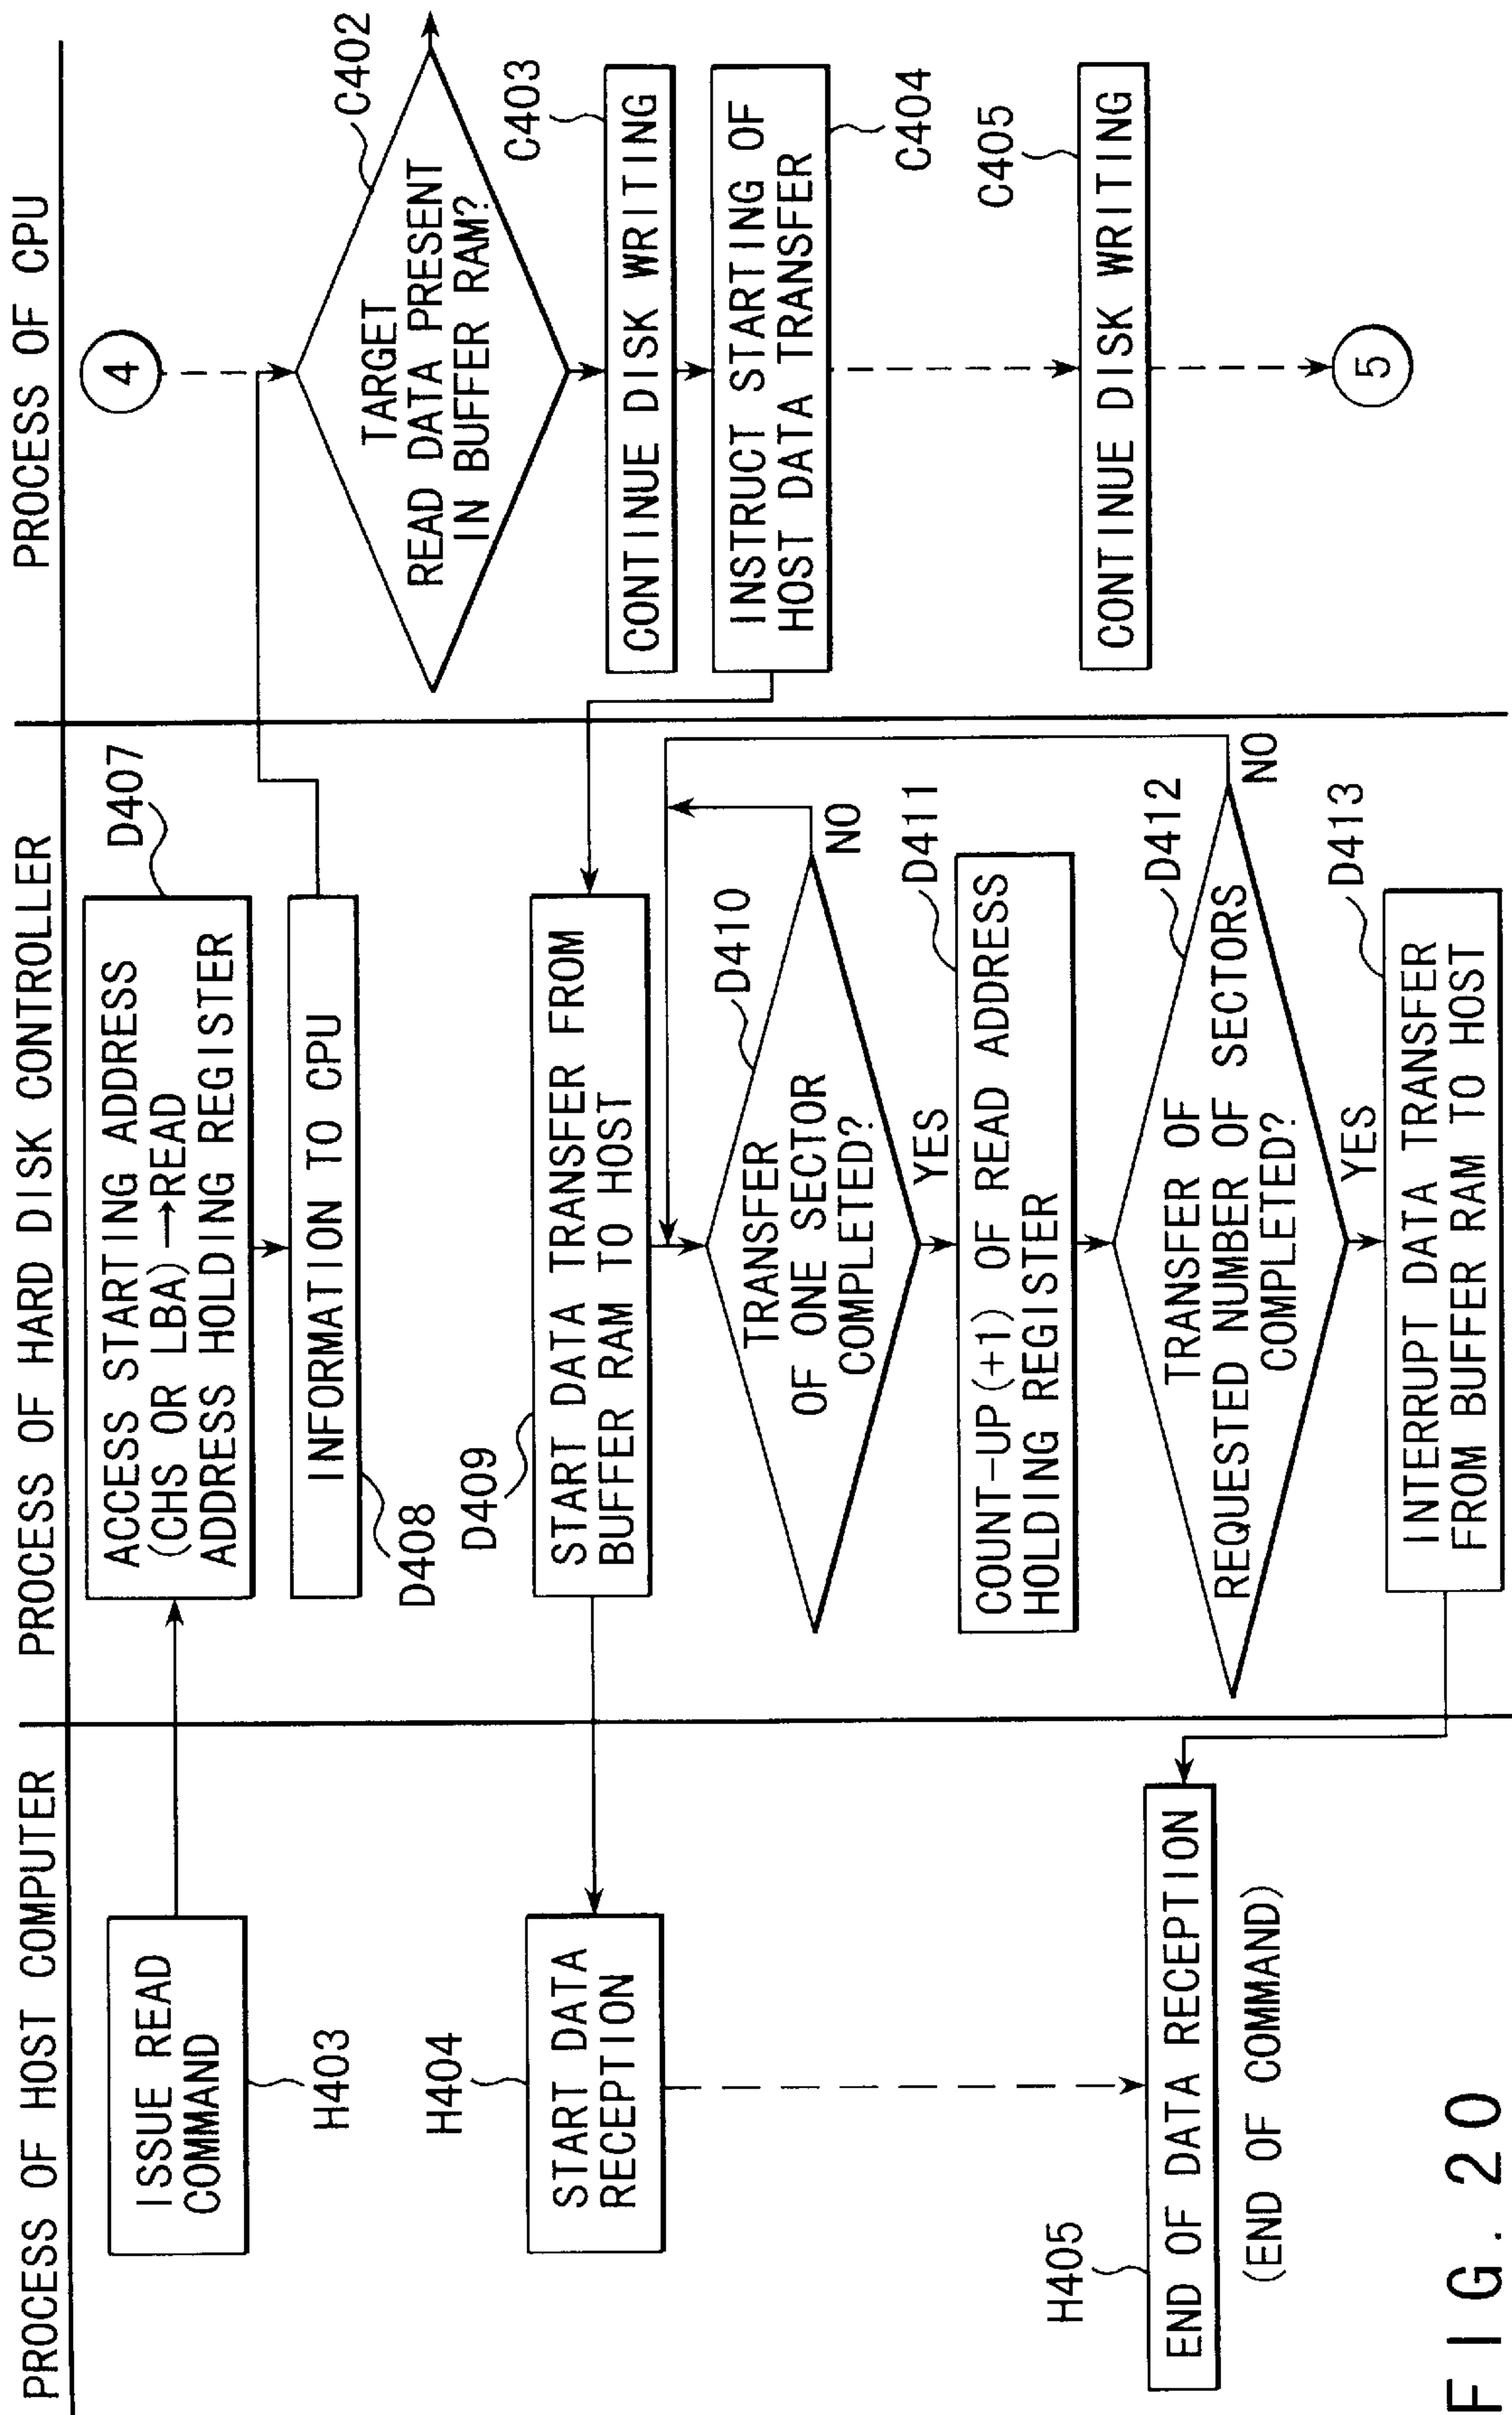 PROCESS OF HOST COMPUTER
PROCESS OF HARD DISK CONTROLLER
PROCESS OF CPU
ISSUE READ
COMMAND
H403
H404
START DATA
RECEPTION
H405
END OF DATA RECEPTION
(END OF COMMAND)
D407
ACCESS STARTING ADDRESS
(CHS OR LBA)→READ
ADDRESS HOLDING REGISTER
INFORMATION TO CPU
D408
D409
START DATA TRANSFER FROM
BUFFER RAM TO HOST
D410
TRANSFER
OF ONE SECTOR
COMPLETED?
NO
YES
D411
COUNT-UP(+1) OF READ ADDRESS
HOLDING REGISTER
D412
TRANSFER OF
REQUESTED NUMBER OF SECTORS
COMPLETED?
NO
YES
D413
INTERRUPT DATA TRANSFER
FROM BUFFER RAM TO HOST
4
C402
TARGET
READ DATA PRESENT
IN BUFFER RAM?
C403
CONTINUE DISK WRITING
INSTRUCT STARTING OF
HOST DATA TRANSFER
C404
C405
CONTINUE DISK WRITING
5
FIG. 20